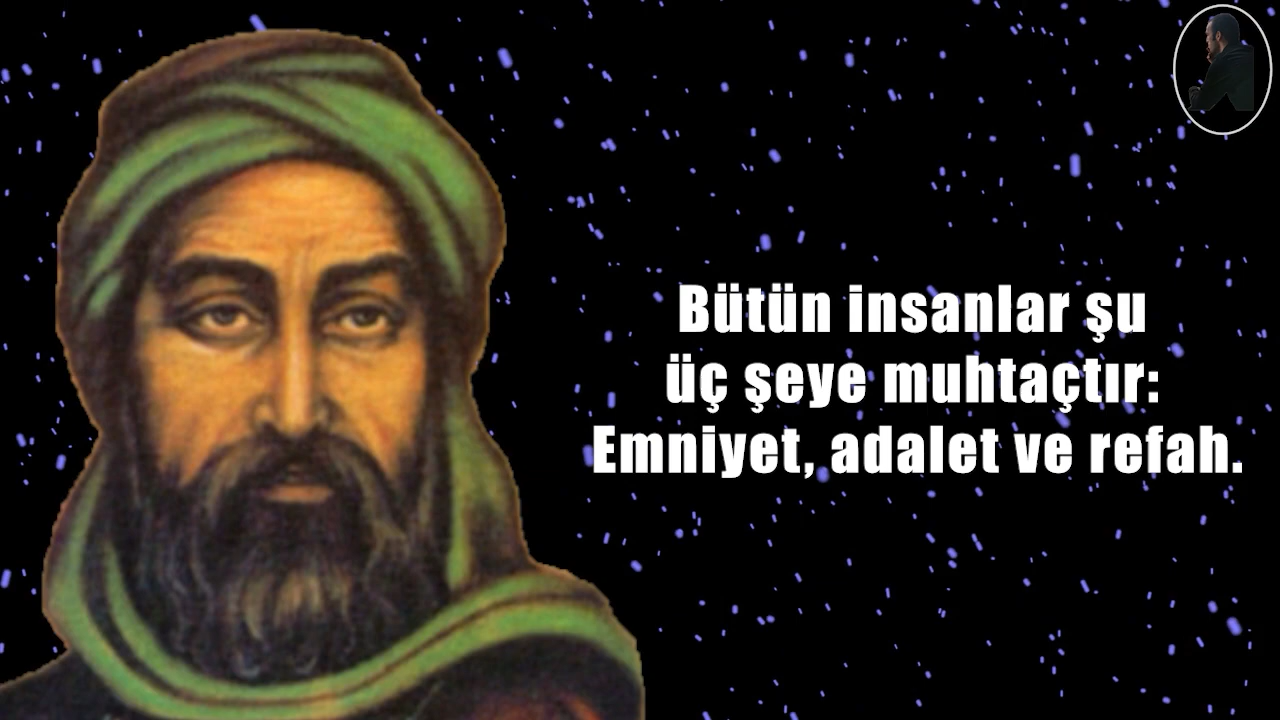 Bütün insanlar şu
üç şeye muhtaçtır:
Emniyet, adalet ve refah.